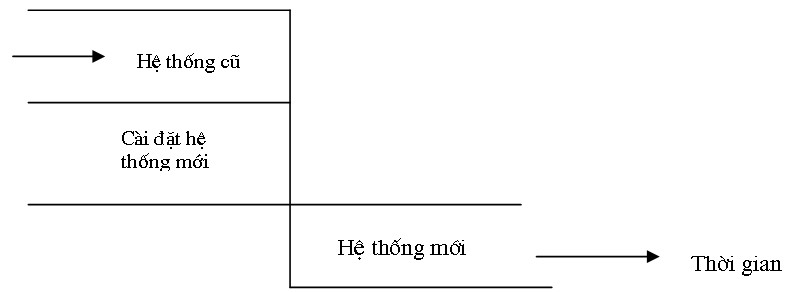 Hệ thống cũ
Cài đặt hệ
thống mới
Hệ thống mới
Thời gian